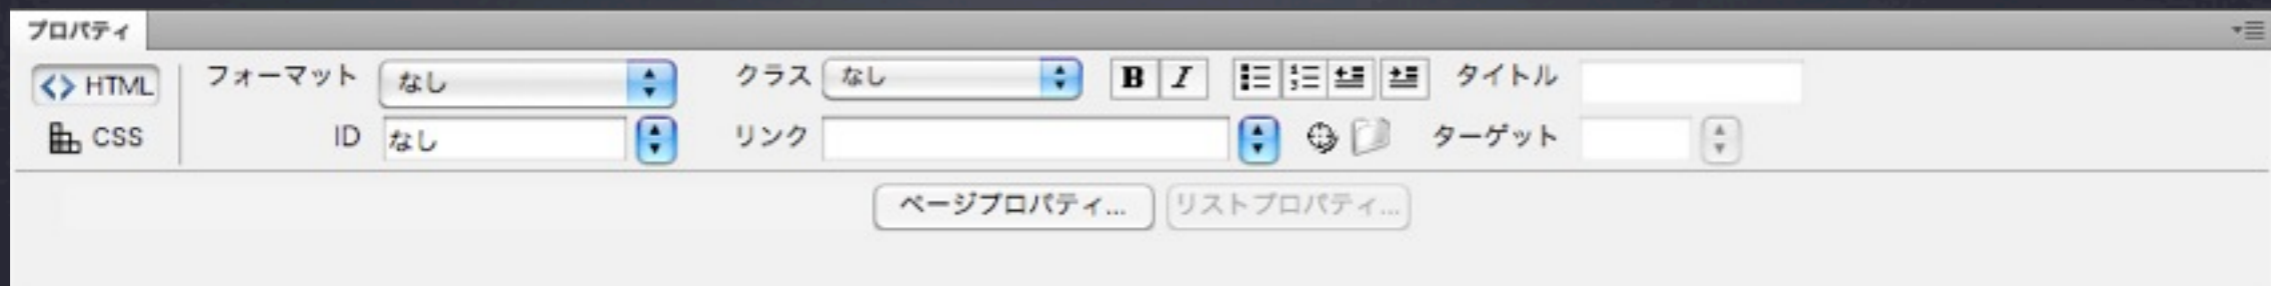 プロパティ
HTML フォーマット なし クラス なし B I タイトル
CSS ID なし リンク ターゲット
ページプロパティ... リストプロパティ...